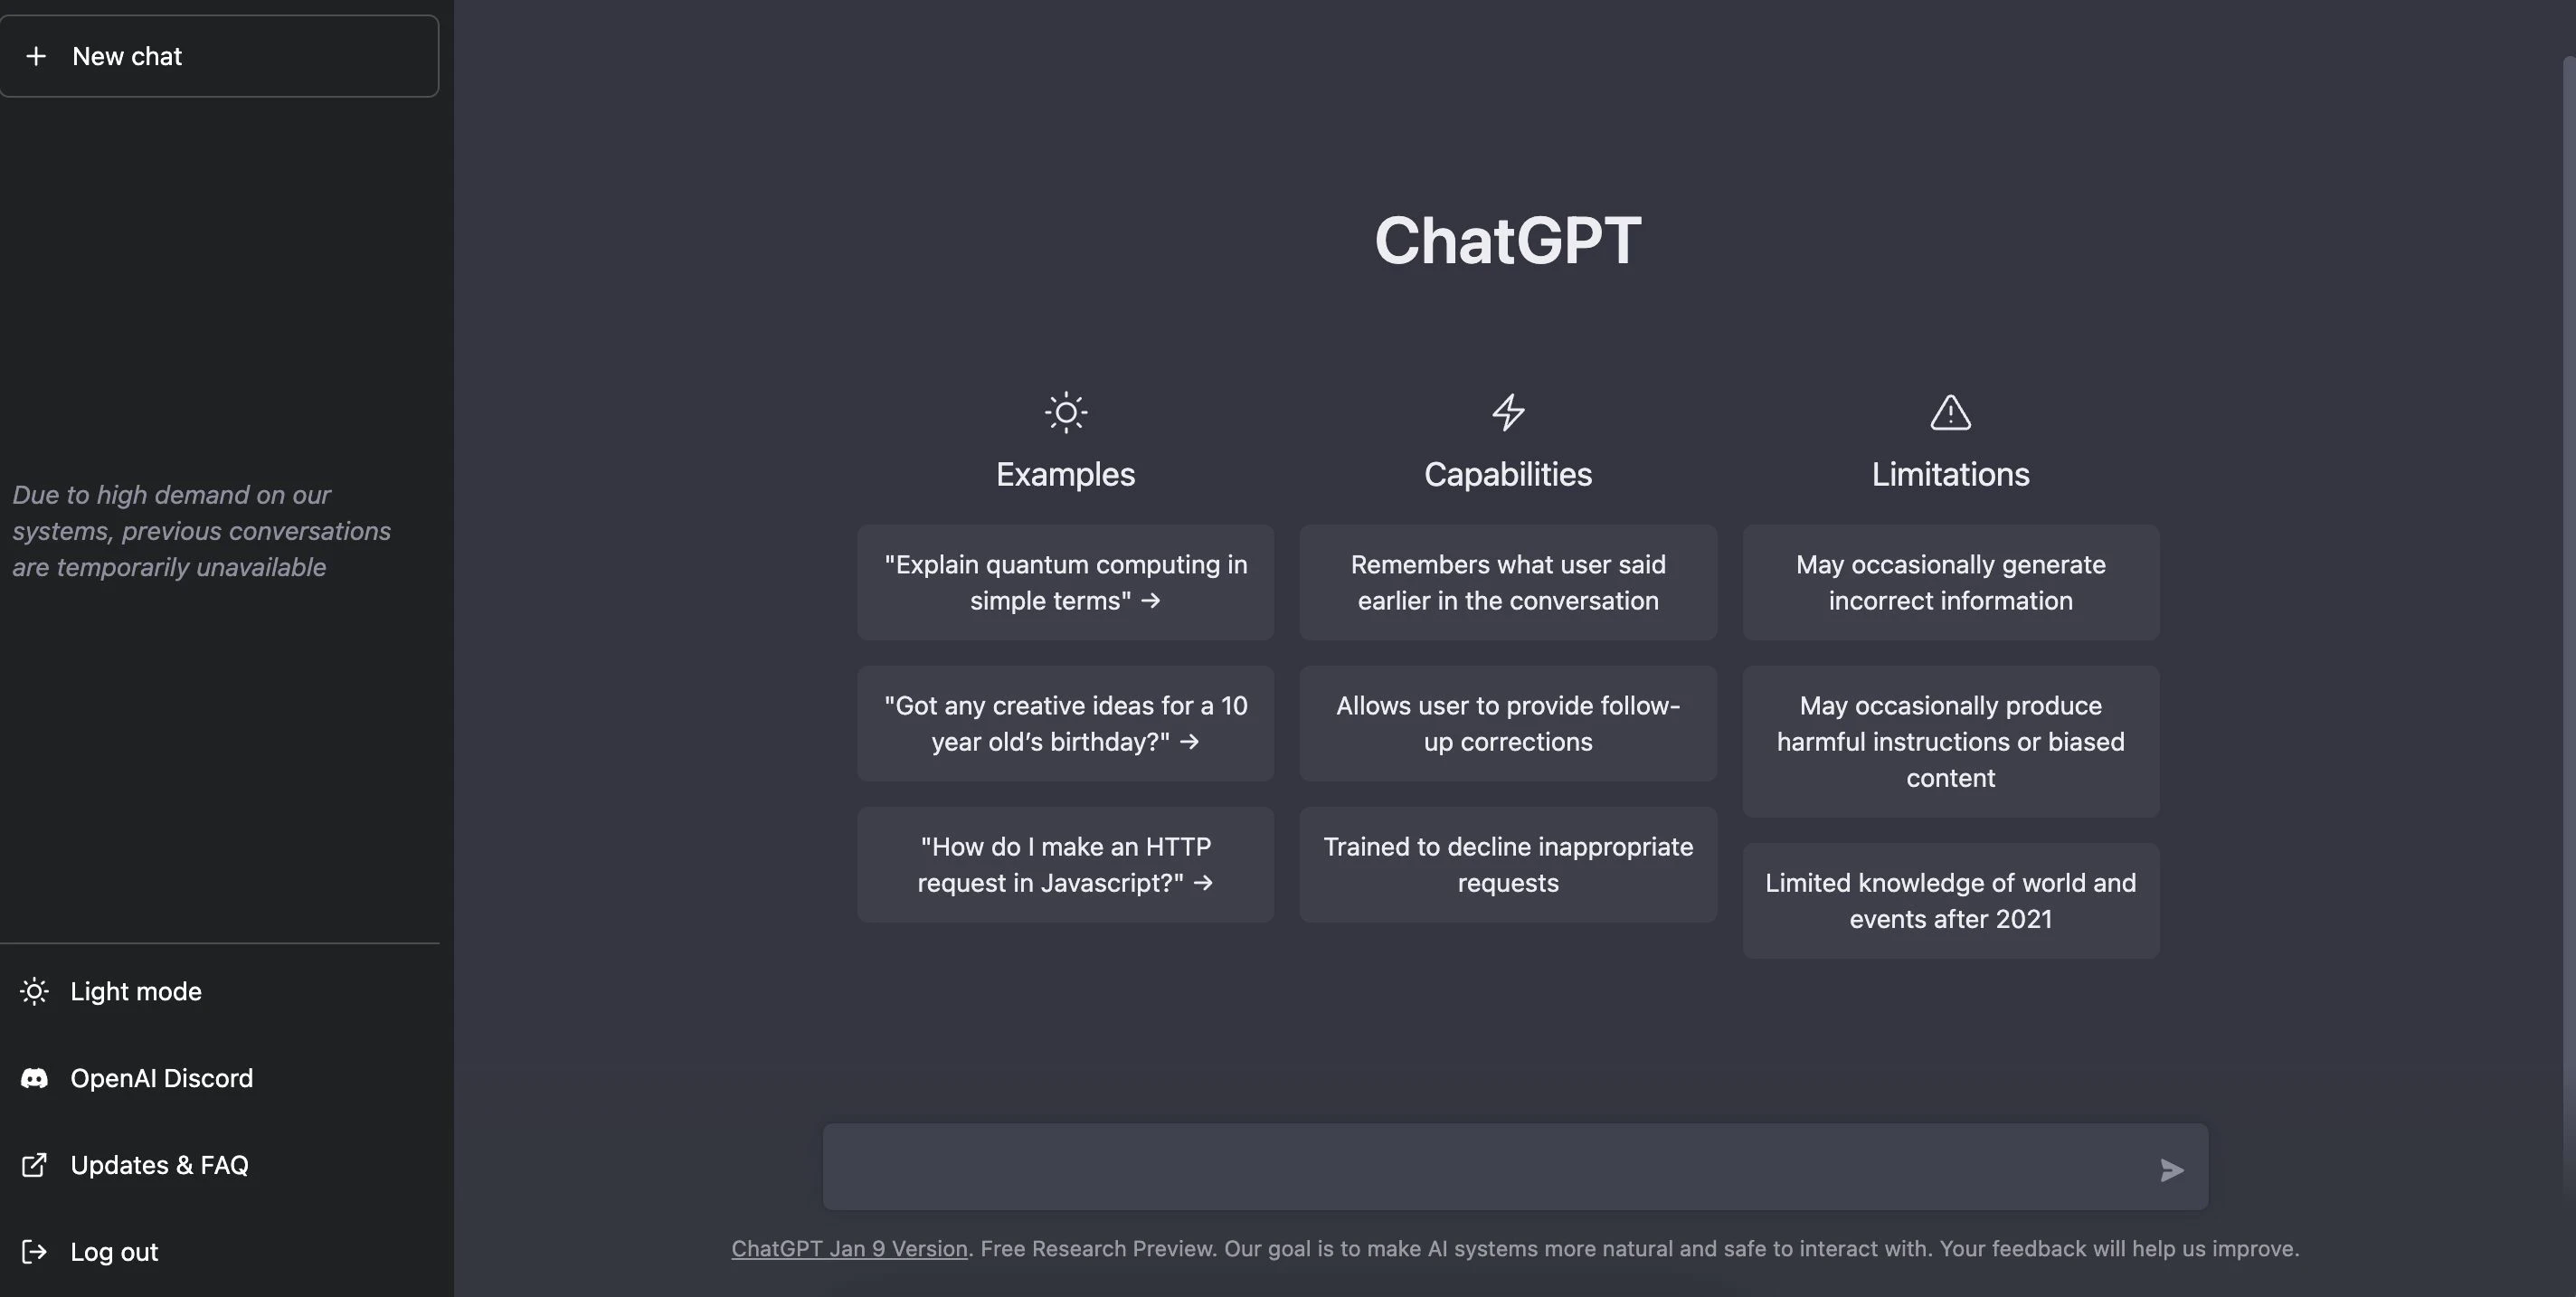 New chat
Due to high demand on our
systems, previous conversations
are temporarily unavailable
Light mode
OpenAI Discord
Updates & FAQ
Log out
ChatGPT
Examples
"Explain quantum computing in
simple terms" →
"Got any creative ideas for a 10
year old’s birthday?" →
"How do I make an HTTP
request in Javascript?" →
Capabilities
Remembers what user said
earlier in the conversation
Allows user to provide follow-
up corrections
Trained to decline inappropriate
requests
Limitations
May occasionally generate
incorrect information
May occasionally produce
harmful instructions or biased
content
Limited knowledge of world and
events after 2021
ChatGPT Jan 9 Version. Free Research Preview. Our goal is to make AI systems more natural and safe to interact with. Your feedback will help us improve.